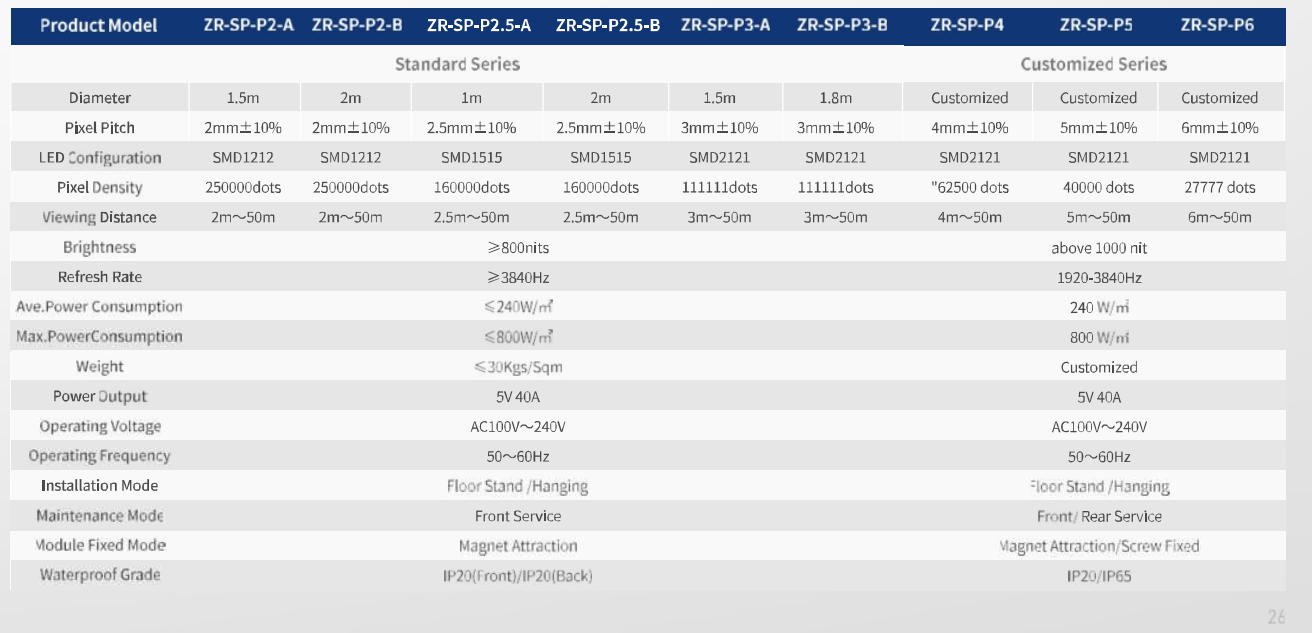 Product Model ZR-SP-P2-A ZR-SP-P2-B ZR-SP-P2.5-A ZR-SP-P2.5-B ZR-SP-P3-A ZR-SP-P3-B ZR-SP-P4 ZR-SP-P5 ZR-SP-P6
Standard Series Customized Series
Diameter 1.5m 2m 1m 2m 1.5m 1.8m Customized Customized Customized
Pixel Pitch 2mm±10% 2mm±10% 2.5mm±10% 2.5mm±10% 3mm±10% 3mm±10% 4mm±10% 5mm±10% 6mm±10%
LED Configuration SMD1212 SMD1212 SMD1515 SMD1515 SMD2121 SMD2121 SMD2121 SMD2121 SMD2121
Pixel Density 250000dots 250000dots 160000dots 160000dots 111111dots 111111dots "62500 dots 40000 dots 27777 dots
Viewing Distance 2m～50m 2m～50m 2.5m～50m 2.5m～50m 3m～50m 3m～50m 4m～50m 5m～50m 6m～50m
Brightness ≥800nits above 1000 nit
Refresh Rate ≥3840Hz 1920-3840Hz
Ave.Power Consumption ≤240W/㎡ 240 W/㎡
Max.PowerConsumption ≤800W/㎡ 800 W/㎡
Weight ≤30Kgs/Sqm Customized
Power Output 5V 40A 5V 40A
Operating Voltage AC100V～240V AC100V～240V
Operating Frequency 50～60Hz 50～60Hz
Installation Mode Floor Stand /Hanging Floor Stand /Hanging
Maintenance Mode Front Service Front/ Rear Service
Module Fixed Mode Magnet Attraction Magnet Attraction/Screw Fixed
Waterproof Grade IP20(Front)/IP20(Back) IP20/IP65
26